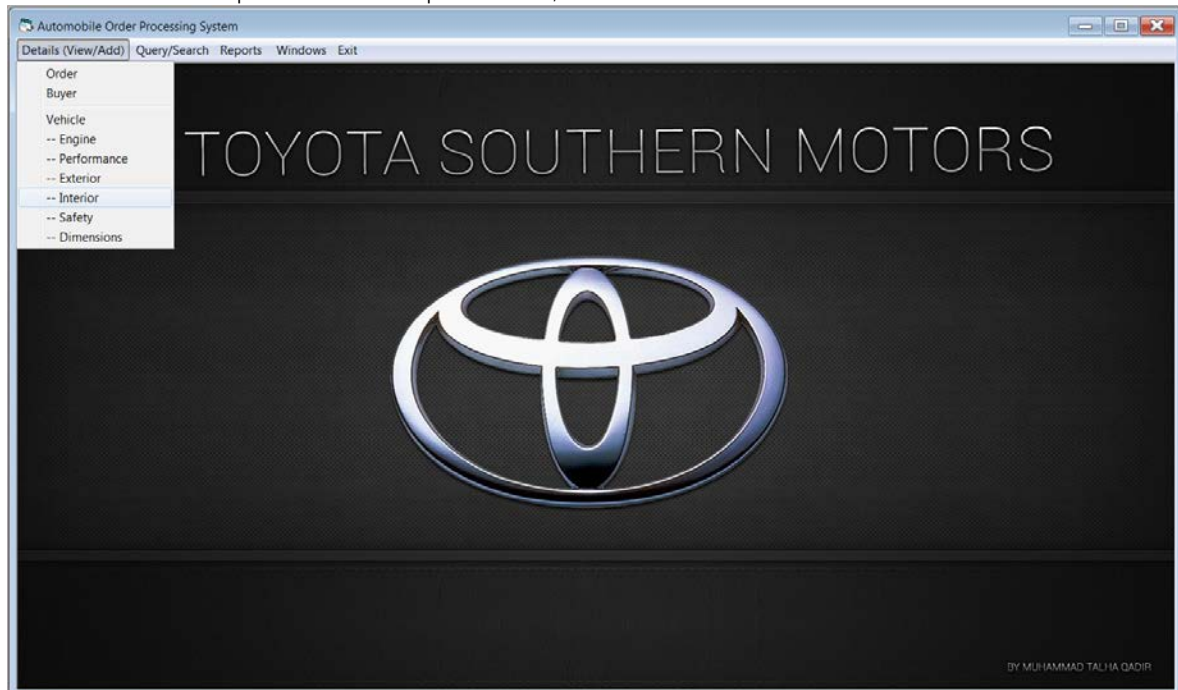 Automobile Order Processing System
Details (View/Add) Query/Search Reports Windows Exit
Order
Buyer
Vehicle
-- Engine
-- Performance
-- Exterior
-- Interior
-- Safety
-- Dimensions
TOYOTA SOUTHERN MOTORS
BY MUHAMMAD TALHA QADIR